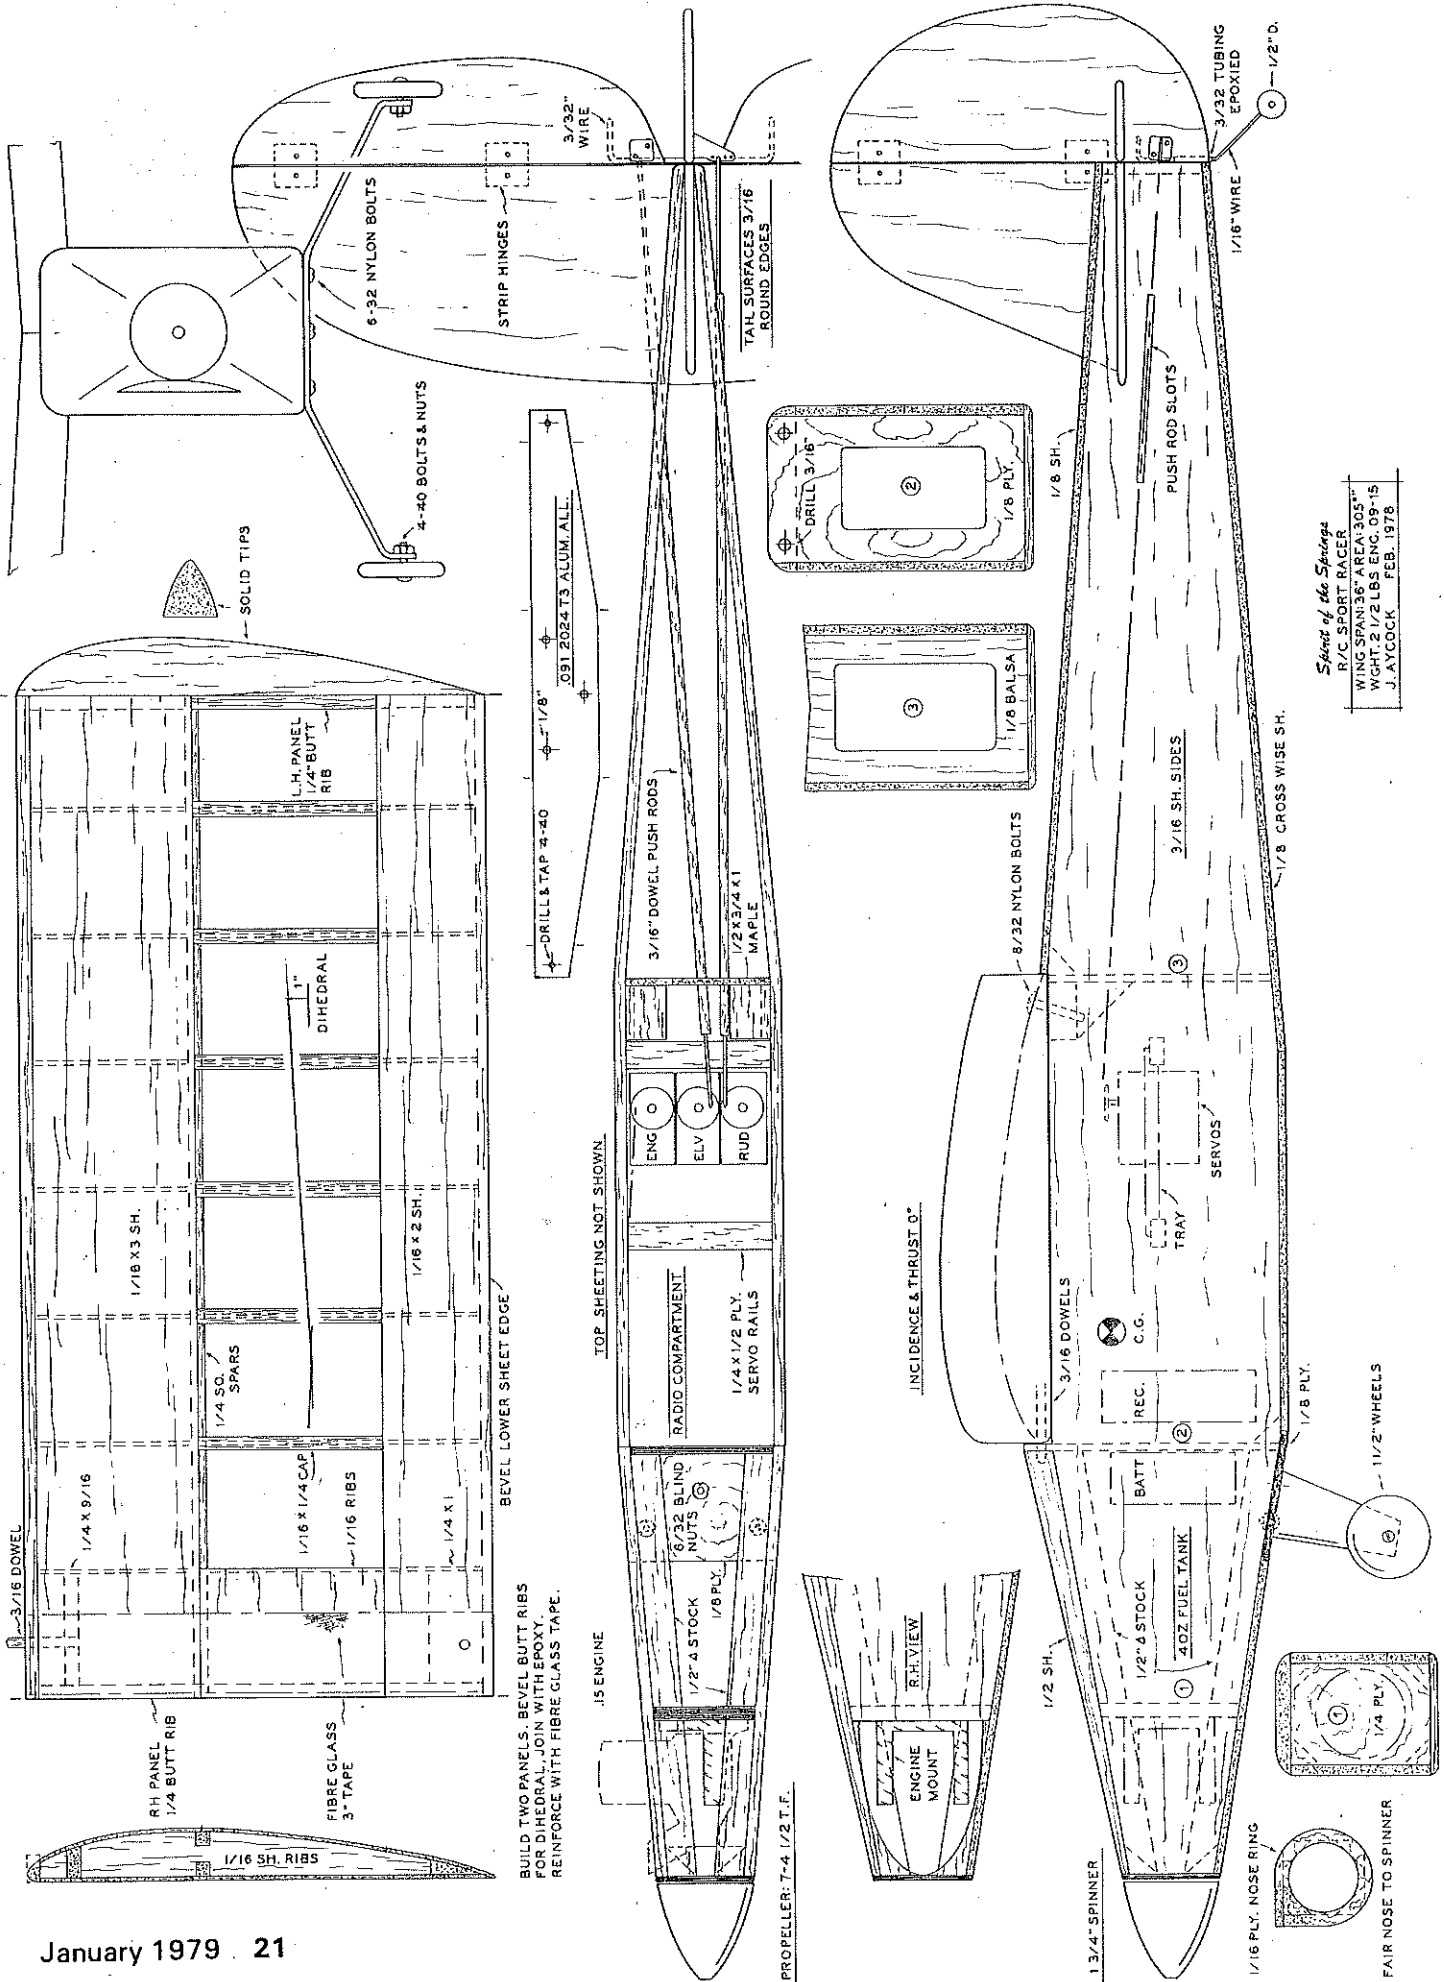 3/16 DOWEL
1/4 X 9/16
RH PANEL
1/4 BUTT RIB
FIBRE GLASS
3" TAPE
1/16 SH. RIBS
1/4 SQ.
SPARS
1/16 X 3 SH.
1/16 X 1/4 CAP
1/16 RIBS
1/4 X 1
1/16 X 2 SH.
1"
DIHEDRAL
L.H. PANEL
1/4" BUTT
RIB
SOLID TIPS
BEVEL LOWER SHEET EDGE
BUILD TWO PANELS. BEVEL BUTT RIBS
FOR DIHEDRAL, JOIN WITH EPOXY.
REINFORCE WITH FIBRE GLASS TAPE.
6-32 NYLON BOLTS
4-40 BOLTS & NUTS
STRIP HINGES
3/32"
WIRE
TAIL SURFACES 3/16
ROUND EDGES
DRILL & TAP 4-40
1/8"
.091 2024 T3 ALUM. ALL.
TOP SHEETING NOT SHOWN
.15 ENGINE
1/2" Δ STOCK
1/8 PLY.
6/32 BLIND
NUTS
RADIO COMPARTMENT
1/4 X 1/2 PLY.
SERVO RAILS
ENG
ELV
RUD
3/16" DOWEL PUSH RODS
1/2 X 3/4 X 1
MAPLE
PROPELLER: 7-4 1/2 T.F.
R.H. VIEW
ENGINE
MOUNT
3
1/8 BALSA
DRILL 3/16"
2
1/8 PLY.
INCIDENCE & THRUST 0°
3/16 DOWELS
8/32 NYLON BOLTS
1/8 SH.
1/2 SH.
1/2" Δ STOCK
1
4 OZ FUEL TANK
BATT
2
REC.
C.G.
TRAY
SERVOS
3
3/16 SH. SIDES
PUSH ROD SLOTS
1/8 CROSS WISE SH.
1/8 PLY.
1 1/2" WHEELS
1/16" WIRE
3/32 TUBING
EPOXIED
1/2" D.
1 3/4" SPINNER
1/16 PLY. NOSE RING
FAIR NOSE TO SPINNER
1
1/4 PLY.
Spirit of the Springs
R/C SPORT RACER
WING SPAN: 36" AREA: 305"
WGHT. 2 1/2 LBS ENG. 09-15
J. AYCOCK FEB. 1978
January 1979 21